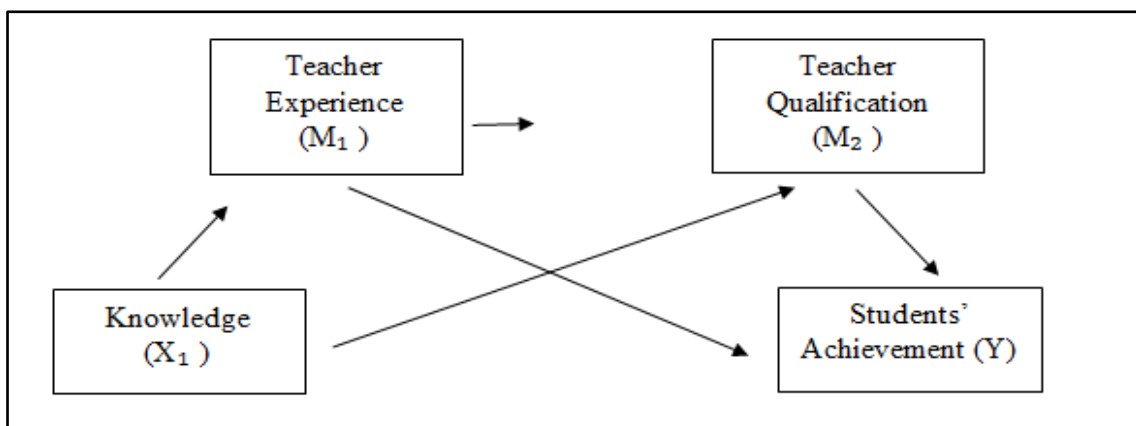 Teacher
Experience
(M₁ )
Teacher
Qualification
(M₂ )
Knowledge
(X₁ )
Students’
Achievement (Y)